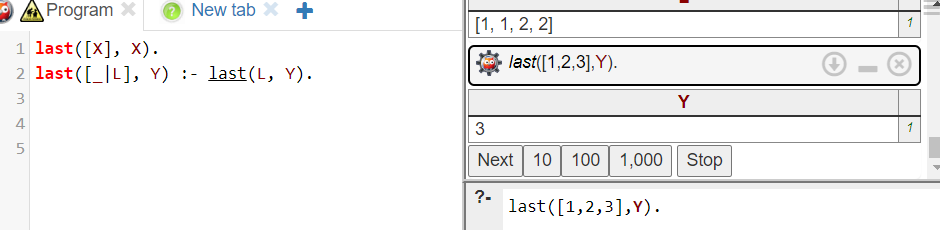 Program New tab
1 last([X], X).
2 last([_|L], Y) :- last(L, Y).
3
4
5
[1, 1, 2, 2] 1
last([1,2,3],Y).
Y
3 1
Next 10 100 1,000 Stop
?- last([1,2,3],Y).